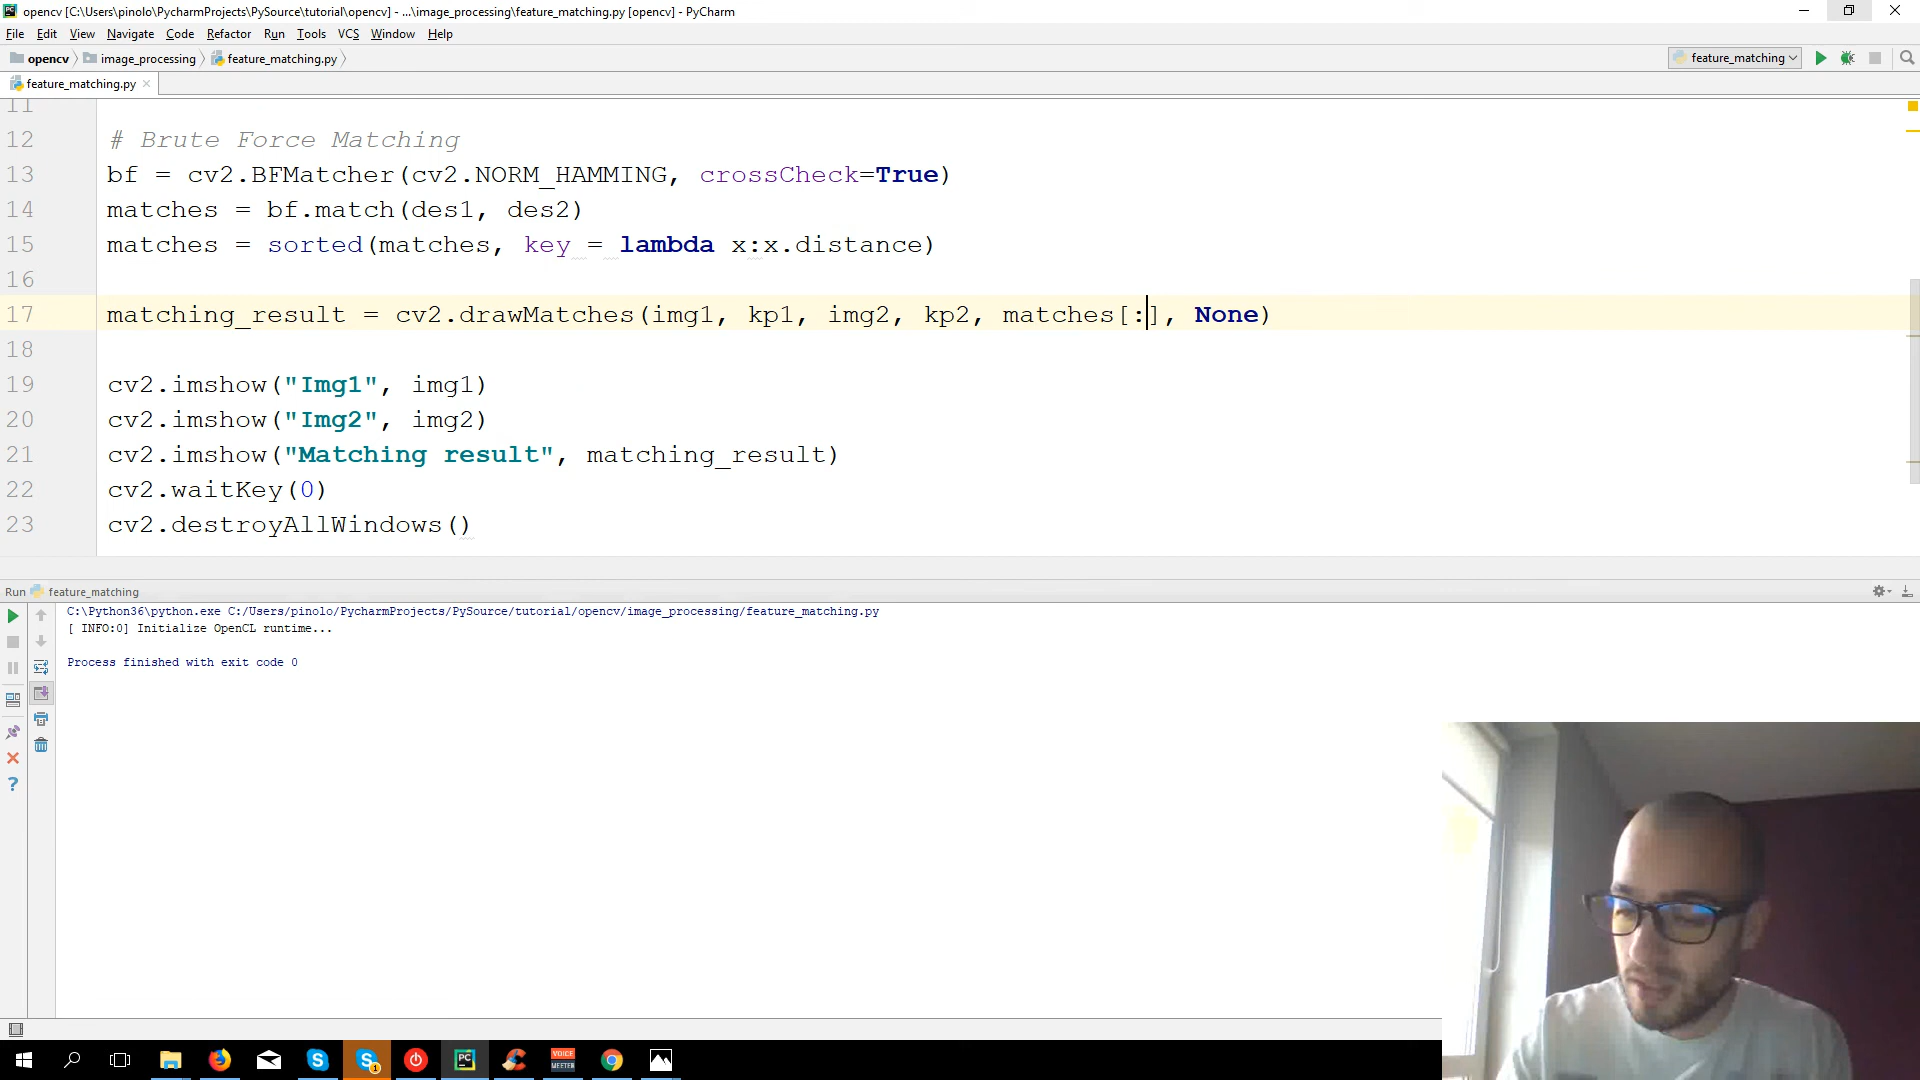 opencv [C:\Users\pinolo\PycharmProjects\PySource\tutorial\opencv] - ...\image_processing\feature_matching.py [opencv] - PyCharm
File Edit View Navigate Code Refactor Run Tools VCS Window Help
opencv image_processing feature_matching.py feature_matching
feature_matching.py
11
12 # Brute Force Matching
13 bf = cv2.BFMatcher(cv2.NORM_HAMMING, crossCheck=True)
14 matches = bf.match(des1, des2)
15 matches = sorted(matches, key = lambda x:x.distance)
16
17 matching_result = cv2.drawMatches(img1, kp1, img2, kp2, matches[:], None)
18
19 cv2.imshow("Img1", img1)
20 cv2.imshow("Img2", img2)
21 cv2.imshow("Matching result", matching_result)
22 cv2.waitKey(0)
23 cv2.destroyAllWindows()
Run feature_matching
C:\Python36\python.exe C:/Users/pinolo/PycharmProjects/PySource/tutorial/opencv/image_processing/feature_matching.py
[ INFO:0] Initialize OpenCL runtime...
Process finished with exit code 0
PC
VOICE
MEETER
1